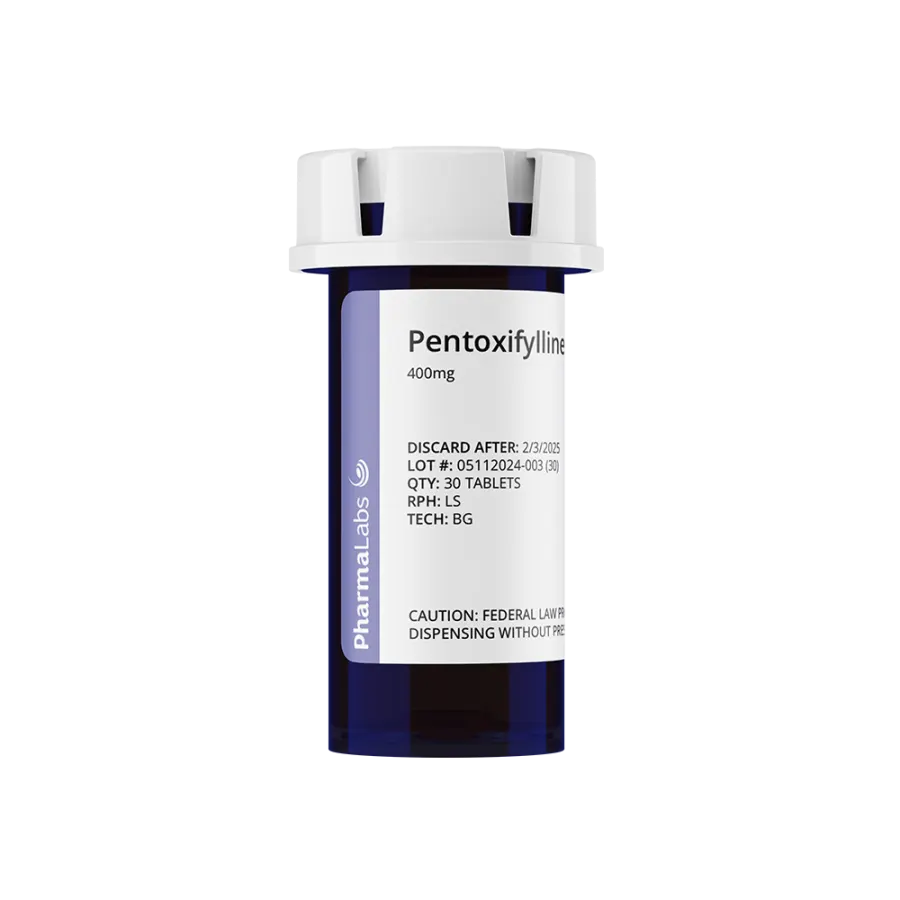 Pentoxifylline
400mg
DISCARD AFTER: 2/3/2025
LOT #: 05112024-003 (30)
QTY: 30 TABLETS
RPH: LS
TECH: BG
CAUTION: FEDERAL LAW
DISPENSING WITHOUT
PharmaLabs